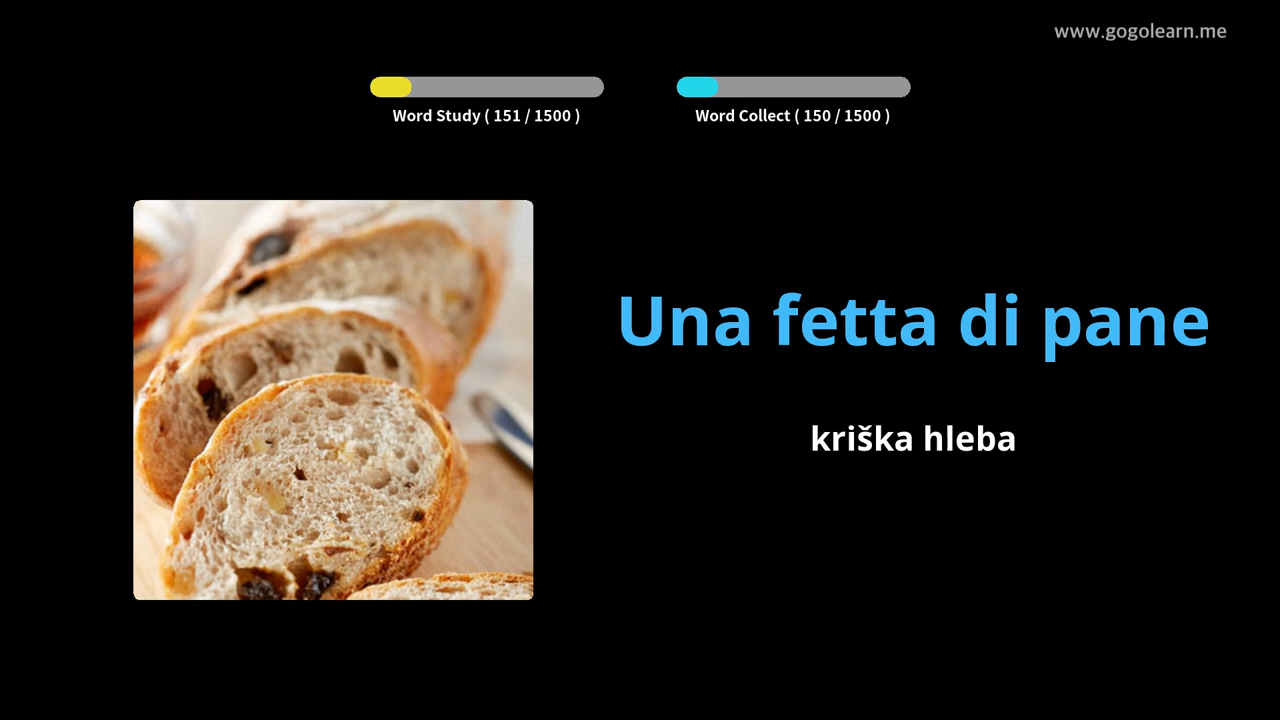 www.gogolearn.me
Word Study ( 151 / 1500 )
Word Collect ( 150 / 1500 )
Una fetta di pane
kriška hleba